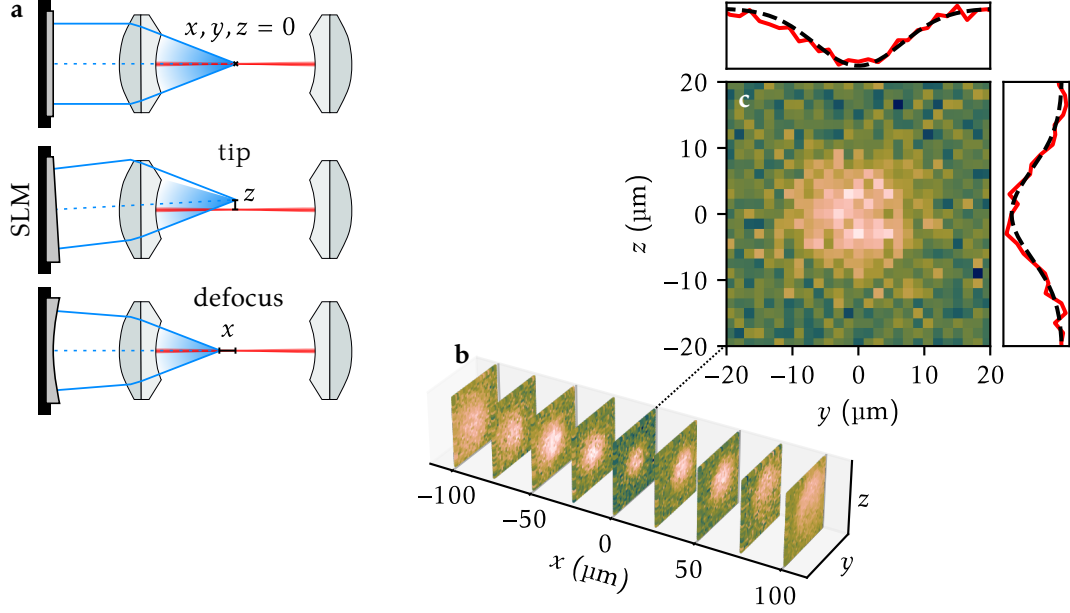 a
x, y, z = 0
tip
z
SLM
defocus
x
c
20
10
0
−10
−20
z (µm)
−20
−10
0
10
20
y (µm)
b
−100
−50
0
50
100
x (µm)
y
z